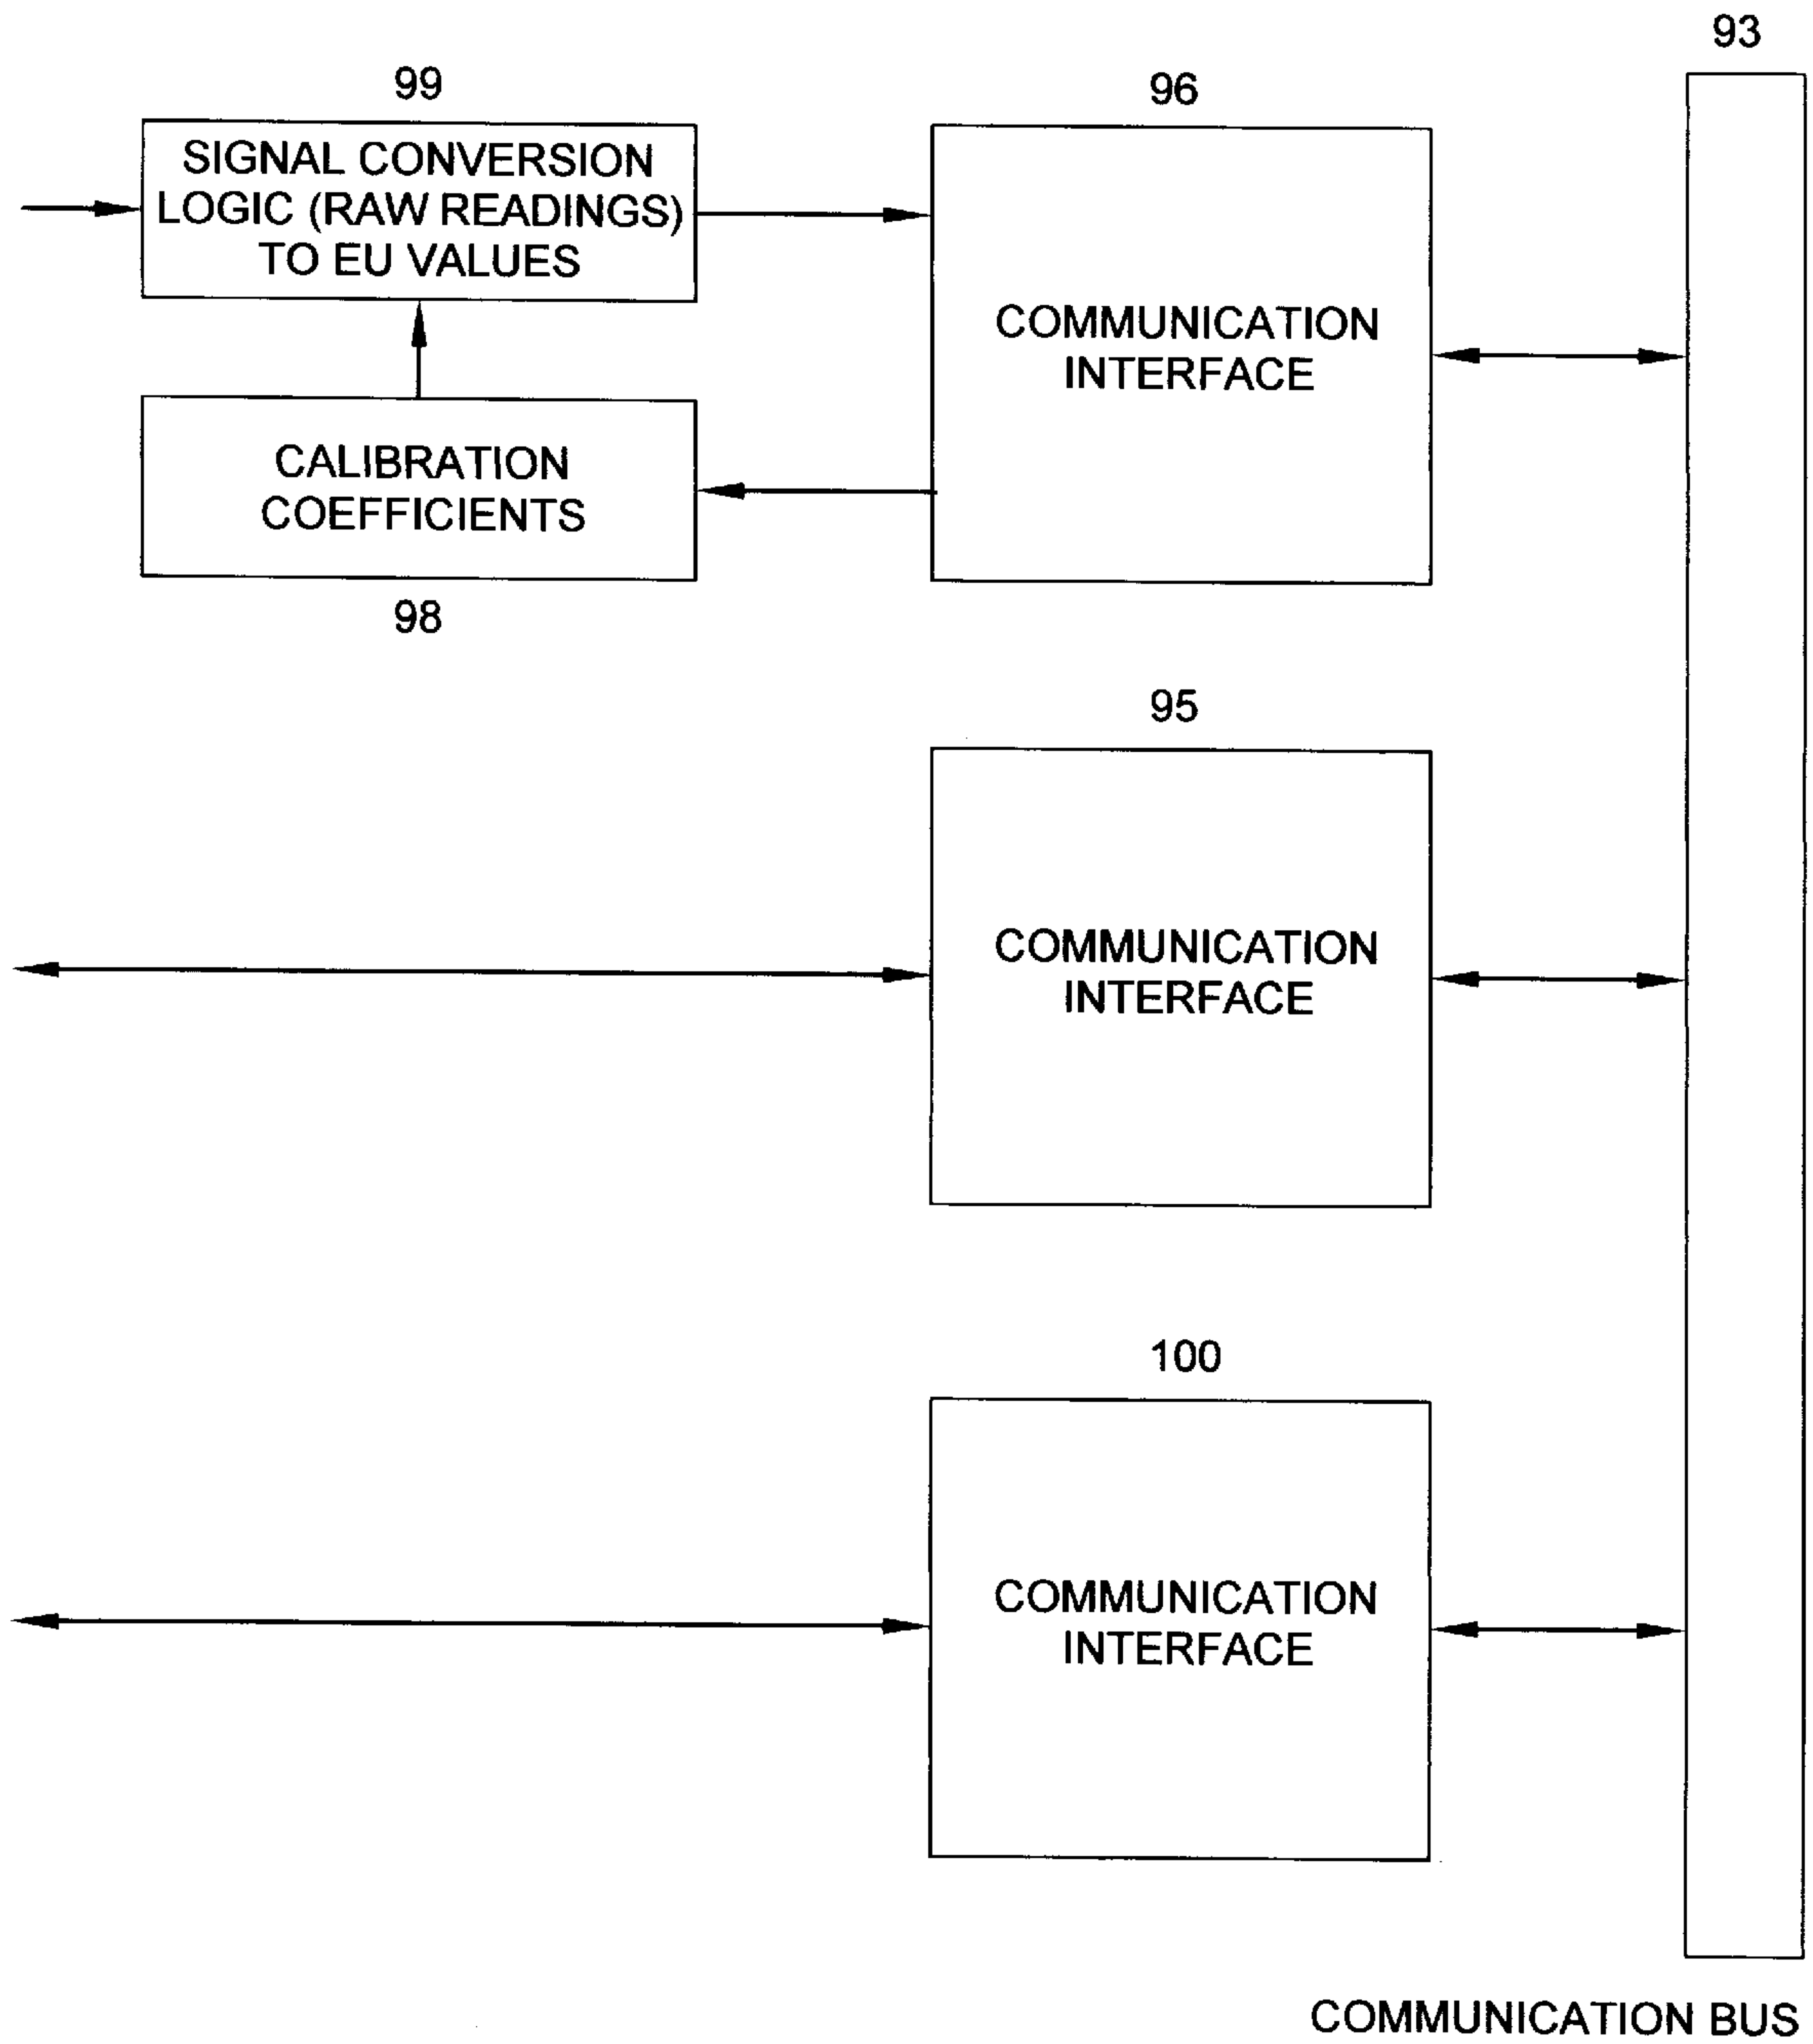 93
99
SIGNAL CONVERSION
LOGIC (RAW READINGS)
TO EU VALUES
96
COMMUNICATION
INTERFACE
CALIBRATION
COEFFICIENTS
98
95
COMMUNICATION
INTERFACE
100
COMMUNICATION
INTERFACE
COMMUNICATION BUS